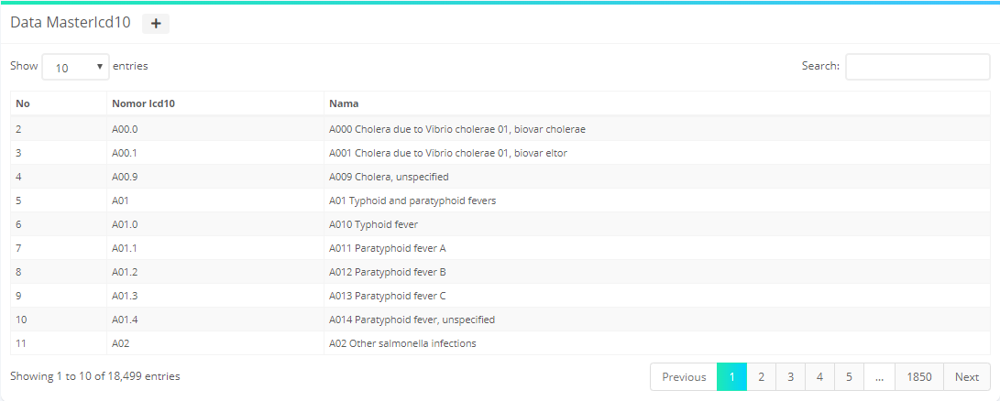 Data MasterIcd10 +
Show 10 entries Search:
No Nomor Icd10 Nama
2 A00.0 A000 Cholera due to Vibrio cholerae 01, biovar cholerae
3 A00.1 A001 Cholera due to Vibrio cholerae 01, biovar eltor
4 A00.9 A009 Cholera, unspecified
5 A01 A01 Typhoid and paratyphoid fevers
6 A01.0 A010 Typhoid fever
7 A01.1 A011 Paratyphoid fever A
8 A01.2 A012 Paratyphoid fever B
9 A01.3 A013 Paratyphoid fever C
10 A01.4 A014 Paratyphoid fever, unspecified
11 A02 A02 Other salmonella infections
Showing 1 to 10 of 18,499 entries Previous 1 2 3 4 5 ... 1850 Next